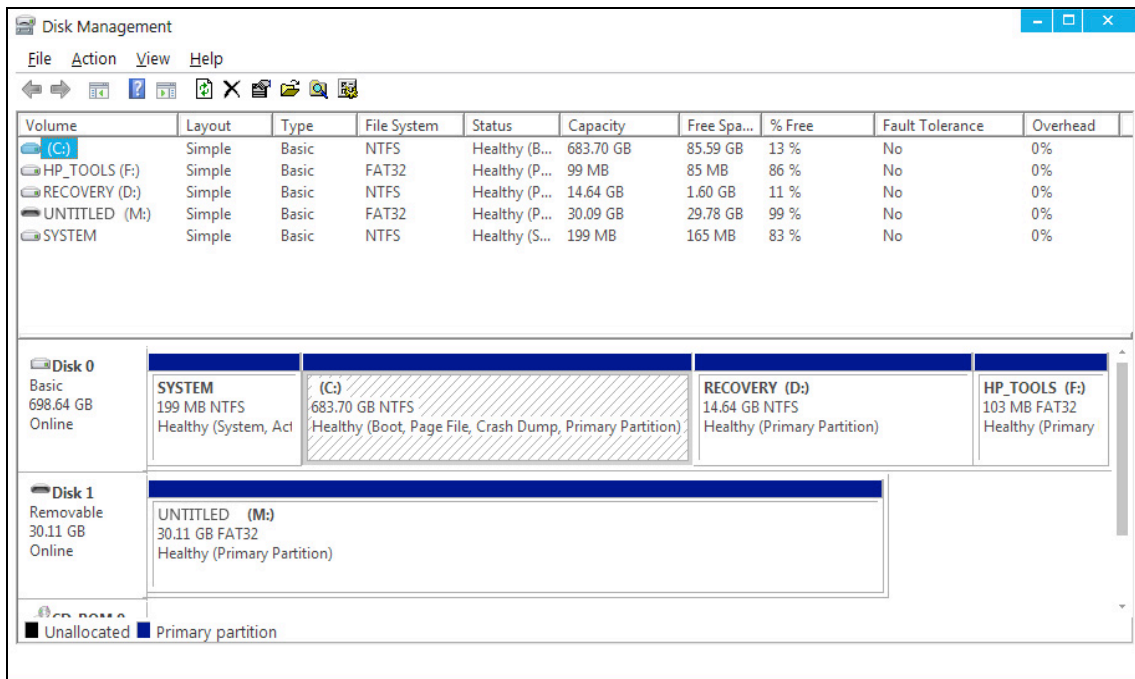 Disk Management
File Action View Help
Volume Layout Type File System Status Capacity Free Spa... % Free Fault Tolerance Overhead
(C:) Simple Basic NTFS Healthy (B... 683.70 GB 85.59 GB 13 % No 0%
HP_TOOLS (F:) Simple Basic FAT32 Healthy (P... 99 MB 85 MB 86 % No 0%
RECOVERY (D:) Simple Basic NTFS Healthy (P... 14.64 GB 1.60 GB 11 % No 0%
UNTITLED (M:) Simple Basic FAT32 Healthy (P... 30.09 GB 29.78 GB 99 % No 0%
SYSTEM Simple Basic NTFS Healthy (S... 199 MB 165 MB 83 % No 0%
Disk 0
Basic
698.64 GB
Online
SYSTEM
199 MB NTFS
Healthy (System, Act
(C:)
683.70 GB NTFS
Healthy (Boot, Page File, Crash Dump, Primary Partition)
RECOVERY (D:)
14.64 GB NTFS
Healthy (Primary Partition)
HP_TOOLS (F:)
103 MB FAT32
Healthy (Primary
Disk 1
Removable
30.11 GB
Online
UNTITLED (M:)
30.11 GB FAT32
Healthy (Primary Partition)
CD-ROM 0
Unallocated Primary partition